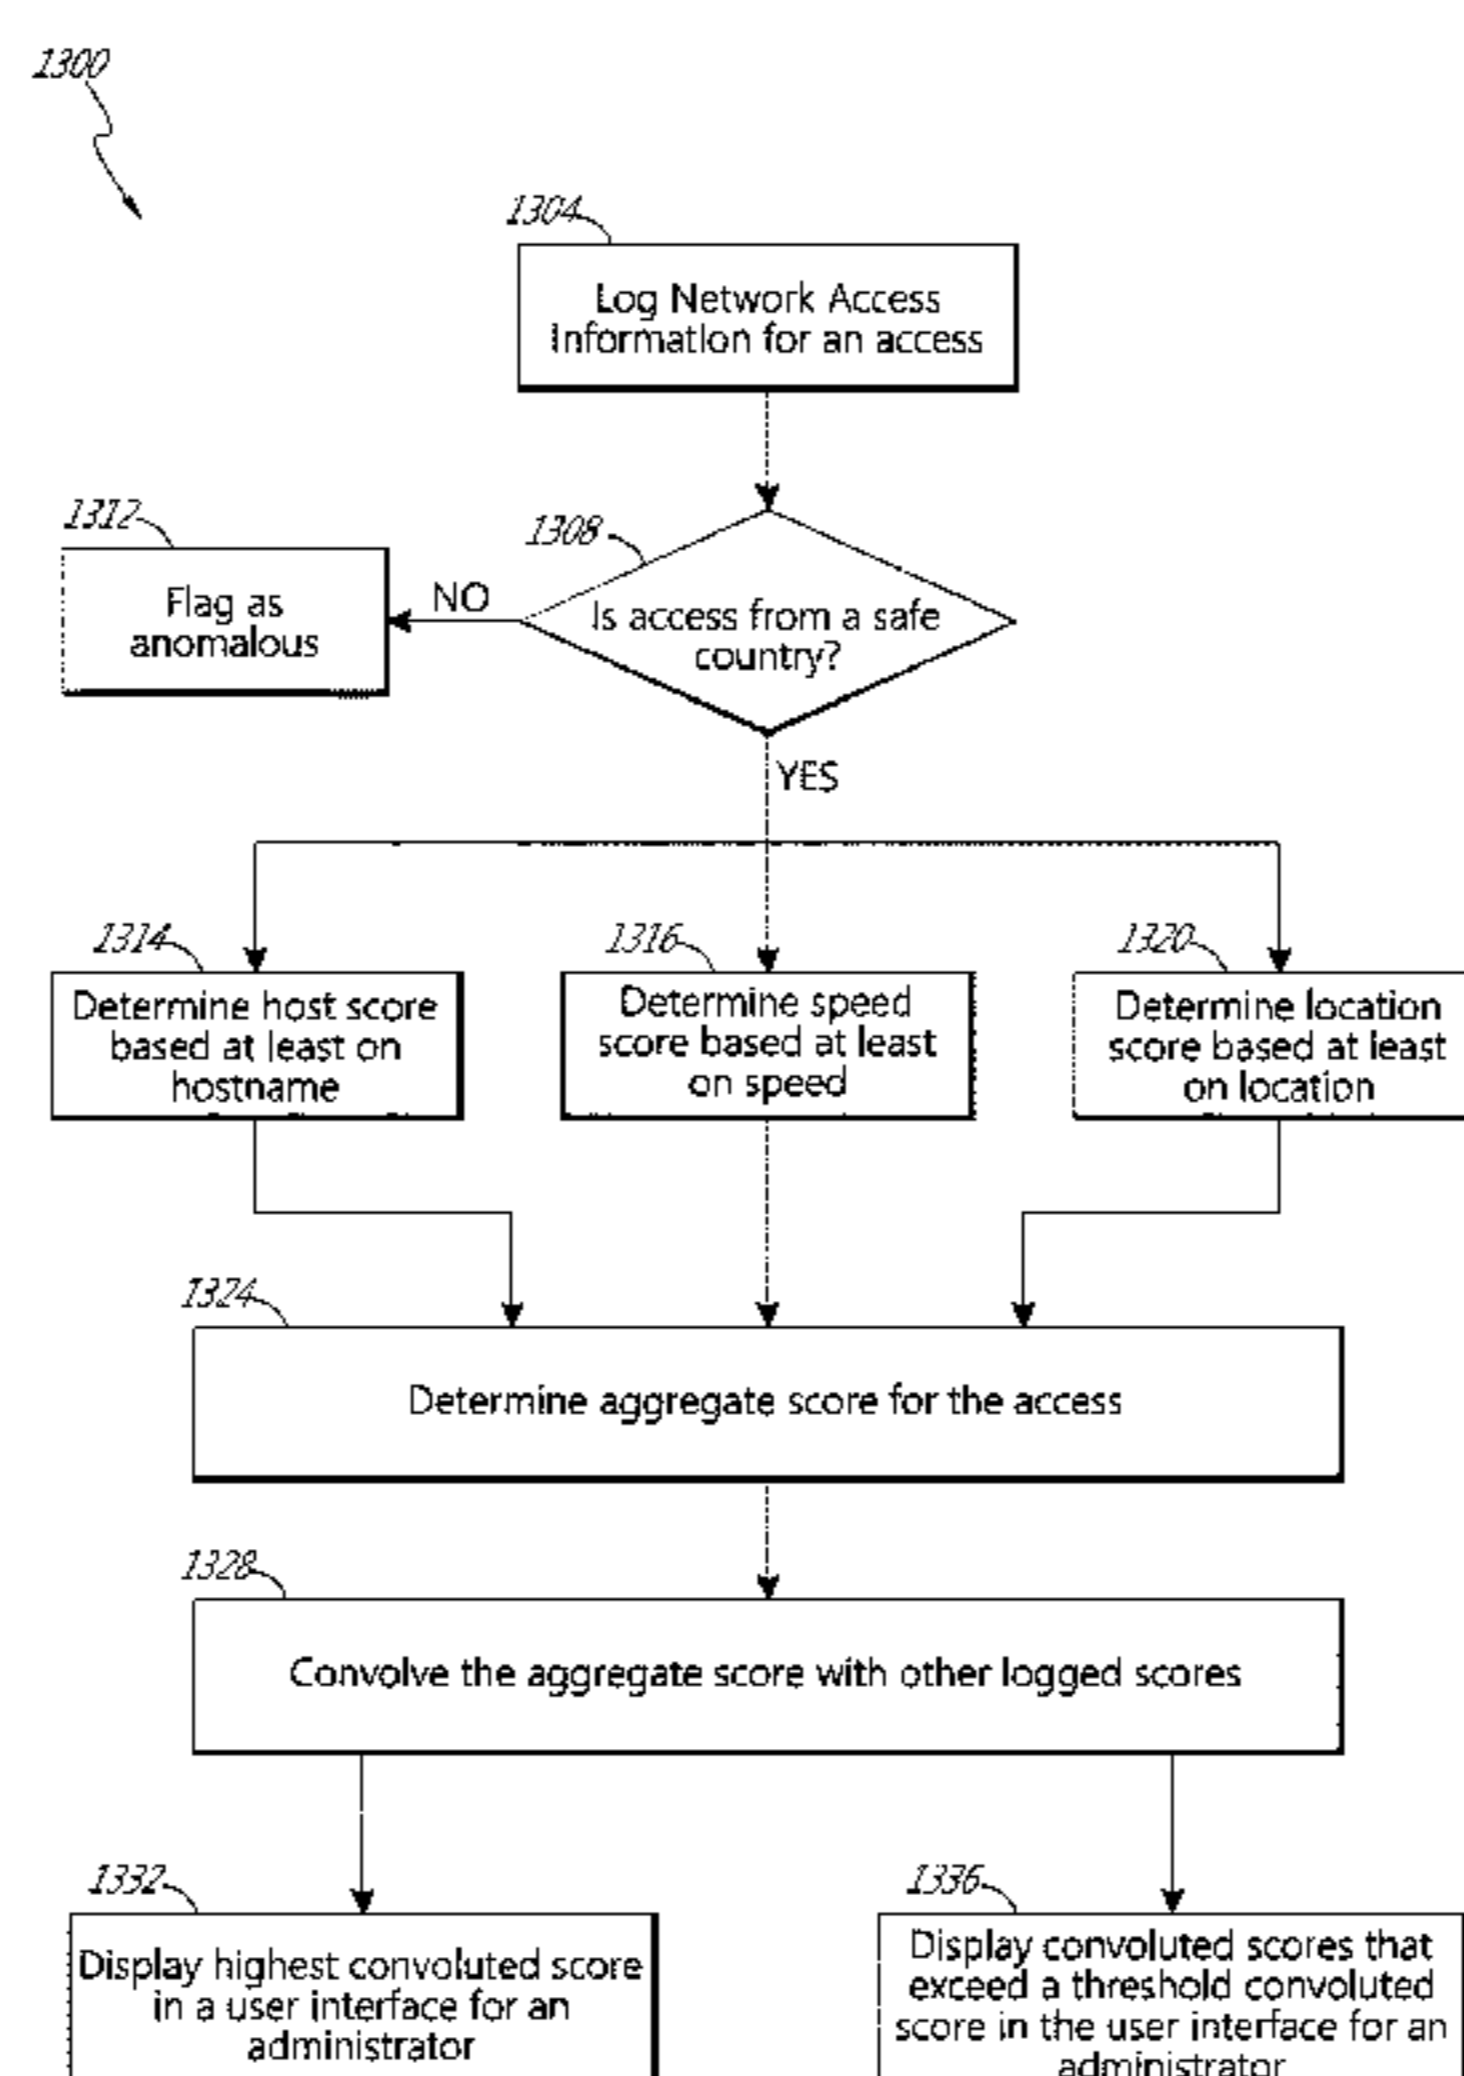 1300
1304
Log Network Access
Information for an access
1312
1308
Flag as
anomalous
NO
Is access from a safe
country?
YES
1314
1316
1320
Determine host score
based at least on
hostname
Determine speed
score based at least
on speed
Determine location
score based at least
on location
1324
Determine aggregate score for the access
1328
Convolve the aggregate score with other logged scores
1332
1336
Display highest convoluted score
in a user interface for an
administrator
Display convoluted scores that
exceed a threshold convoluted
score in the user interface for an
administrator